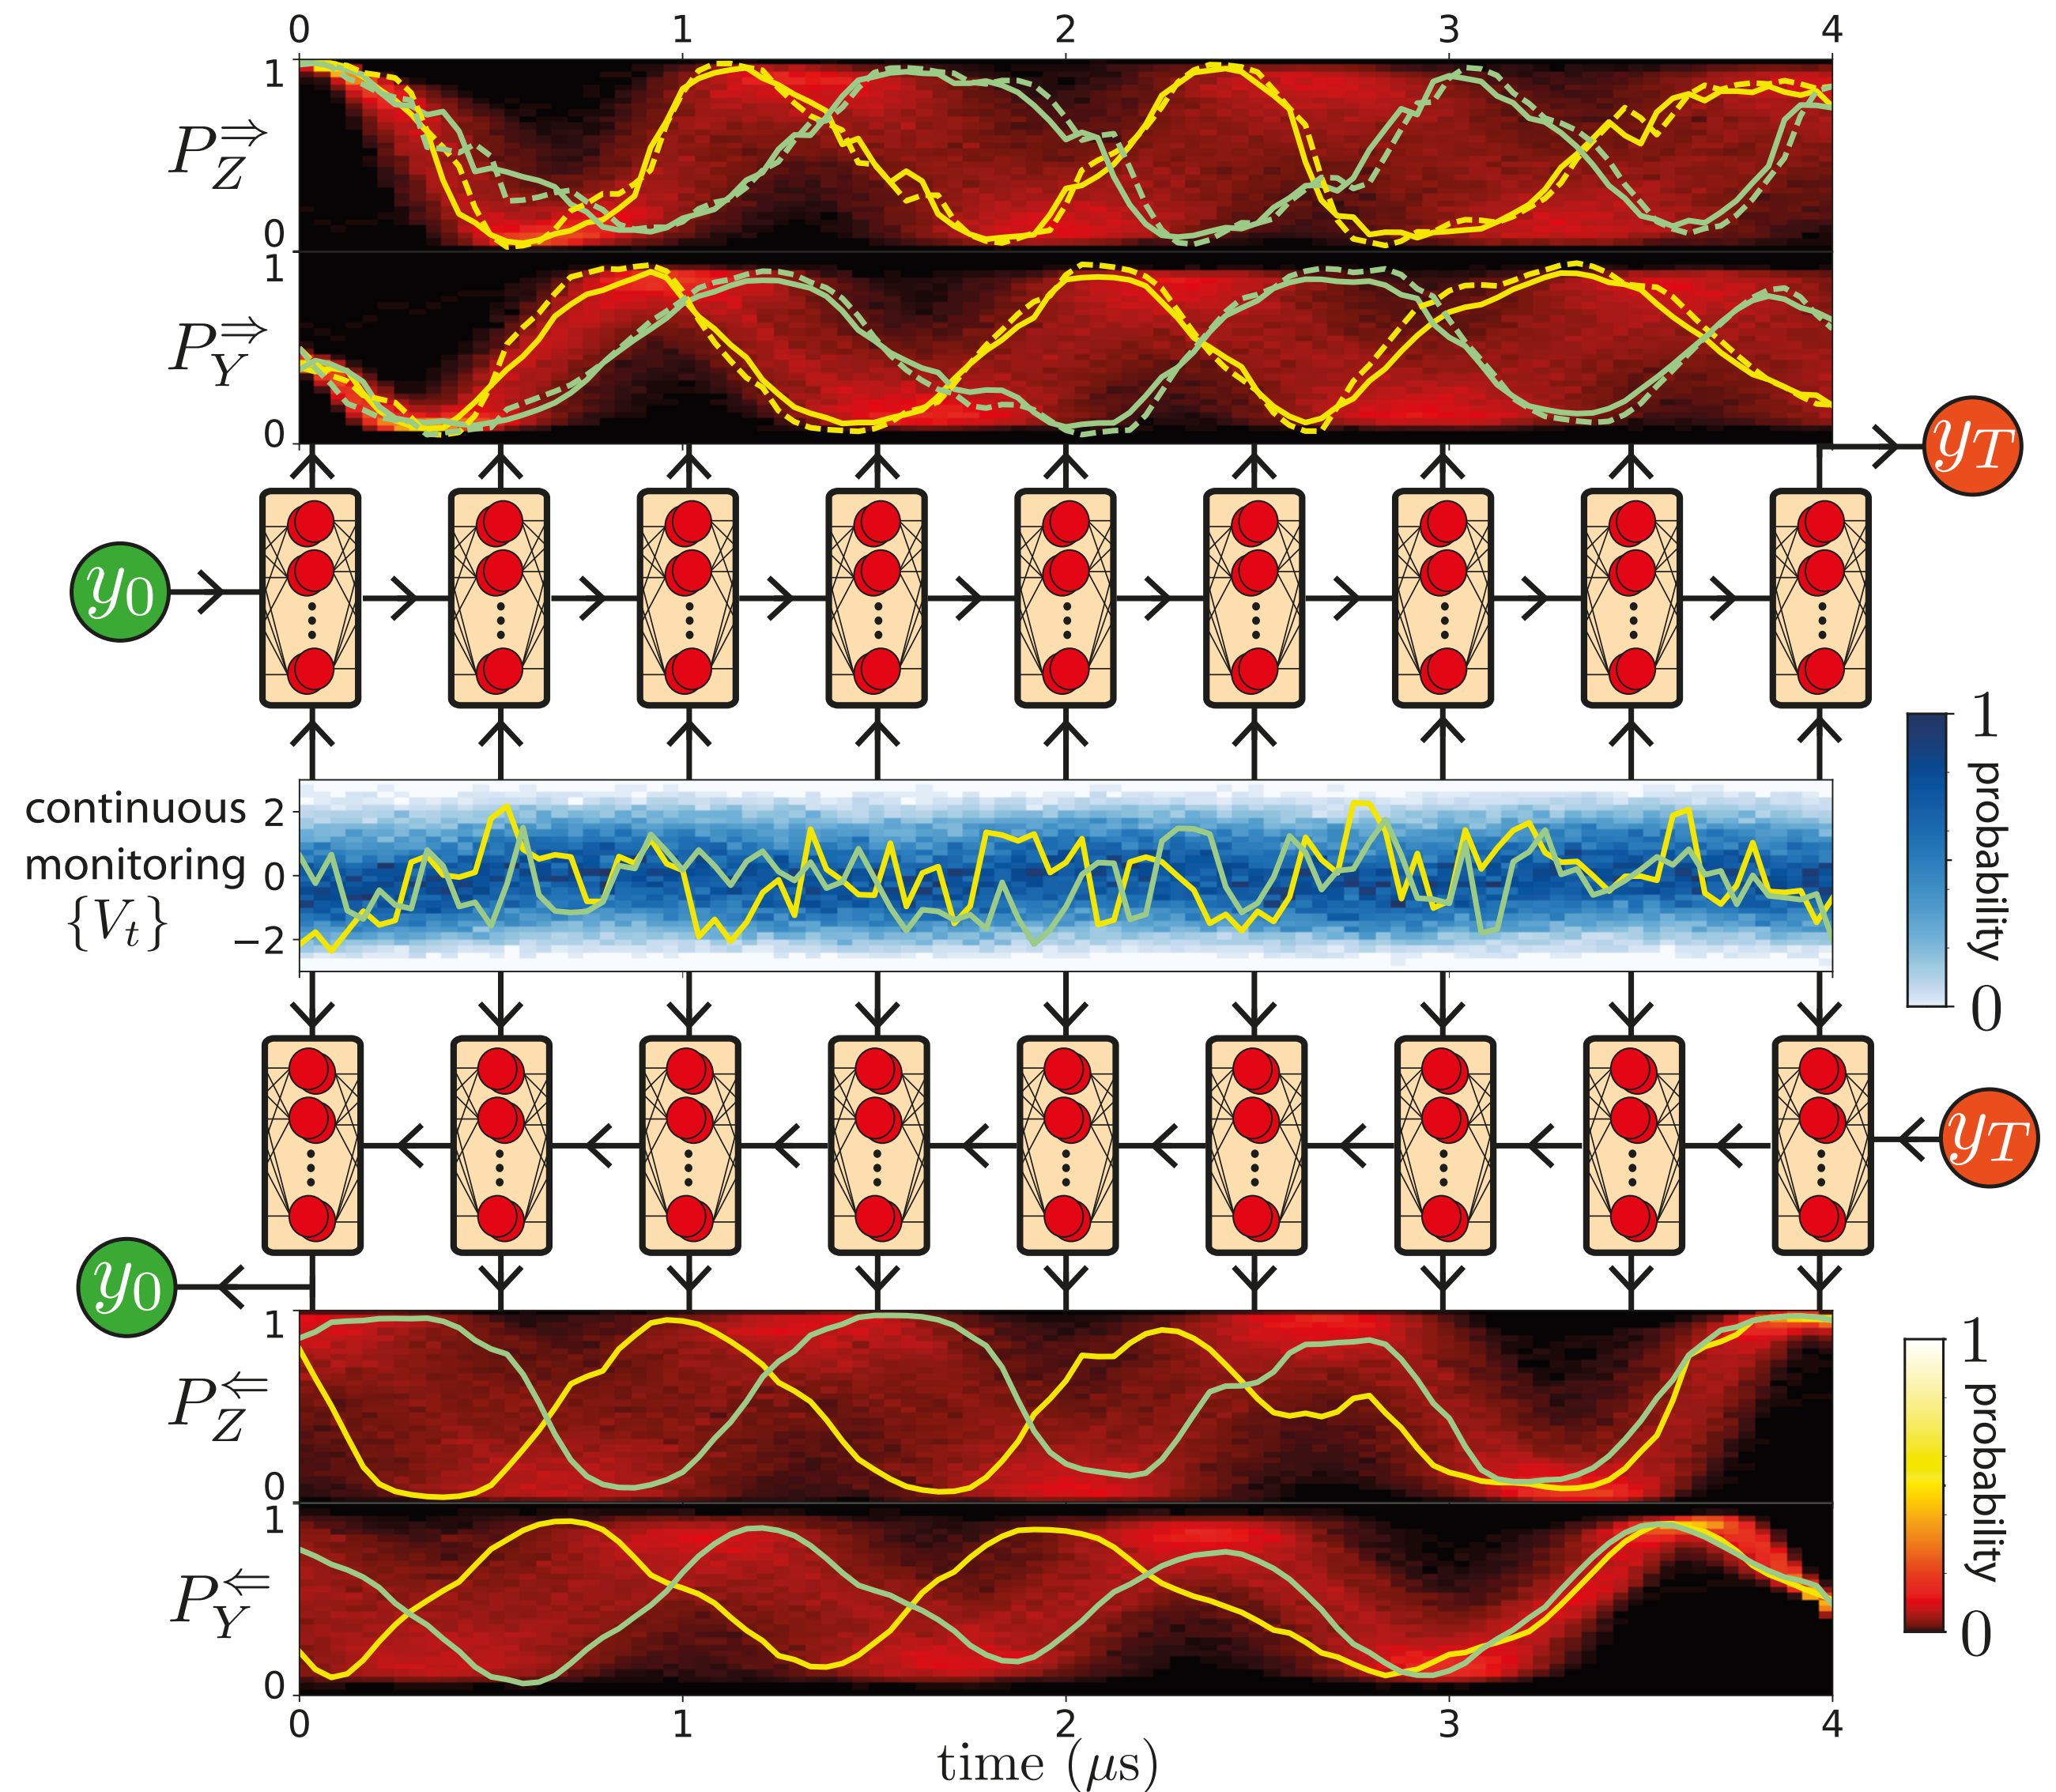 0 1 2 3 4
1
P_Z^⇒
0
1
P_Y^⇒
0
y_T
y_0
continuous
monitoring
{V_t}
2
0
−2
1
probability
0
y_T
y_0
1
P_Z^⇐
0
1
P_Y^⇐
0
1
probability
0
0 1 2 3 4
time (μs)